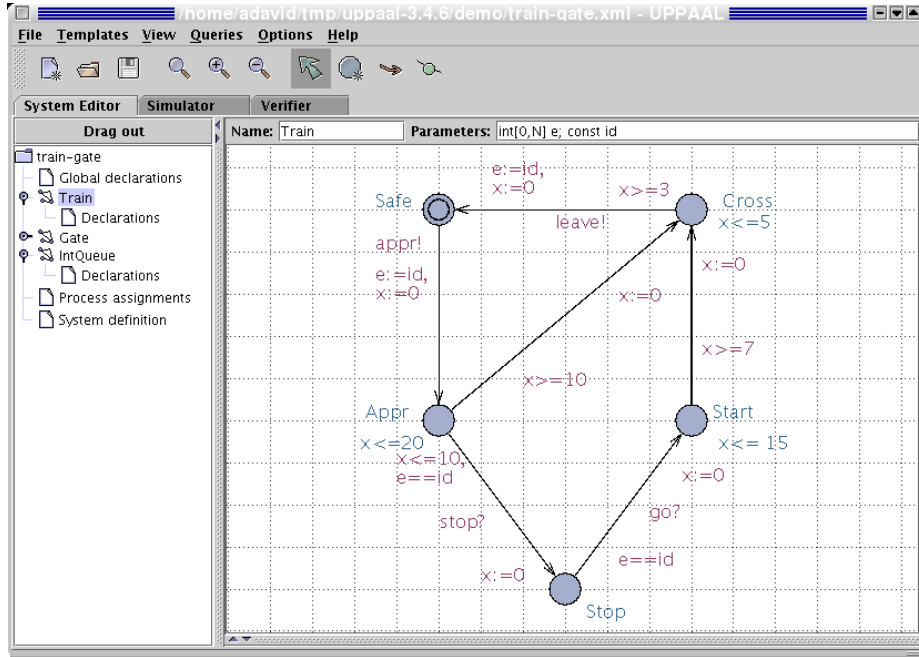 /home/adavid/tmp/uppaal-3.4.6/demo/train-gate.xml - UPPAAL
File Templates View Queries Options Help
System Editor Simulator Verifier
Drag out
train-gate
Global declarations
Train
Declarations
Gate
IntQueue
Declarations
Process assignments
System definition
Name: Train Parameters: int[0,N] e; const id
e:=id,
x:=0
x>=3
Safe
Cross
x<=5
leave!
appr!
e:=id,
x:=0
x:=0
x:=0
x>=7
x>=10
Appr
x<=20
Start
x<= 15
x<=10,
e==id
x:=0
stop?
go?
e==id
x:=0
Stop